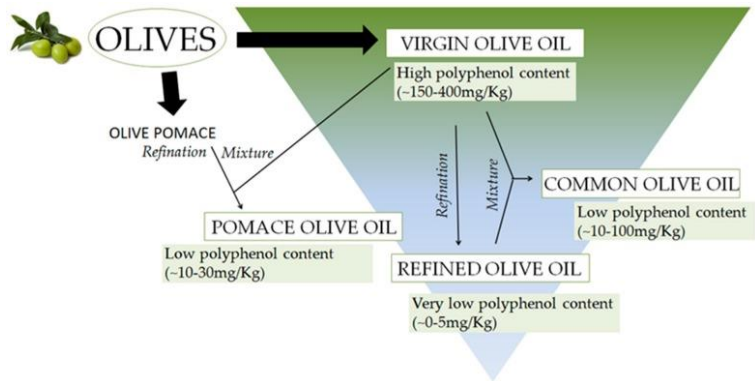 OLIVES
VIRGIN OLIVE OIL
High polyphenol content
(~150-400mg/Kg)
OLIVE POMACE
Refination
Mixture
POMACE OLIVE OIL
Low polyphenol content
(~10-30mg/Kg)
Refination
Mixture
COMMON OLIVE OIL
Low polyphenol content
(~10-100mg/Kg)
REFINED OLIVE OIL
Very low polyphenol content
(~0-5mg/Kg)